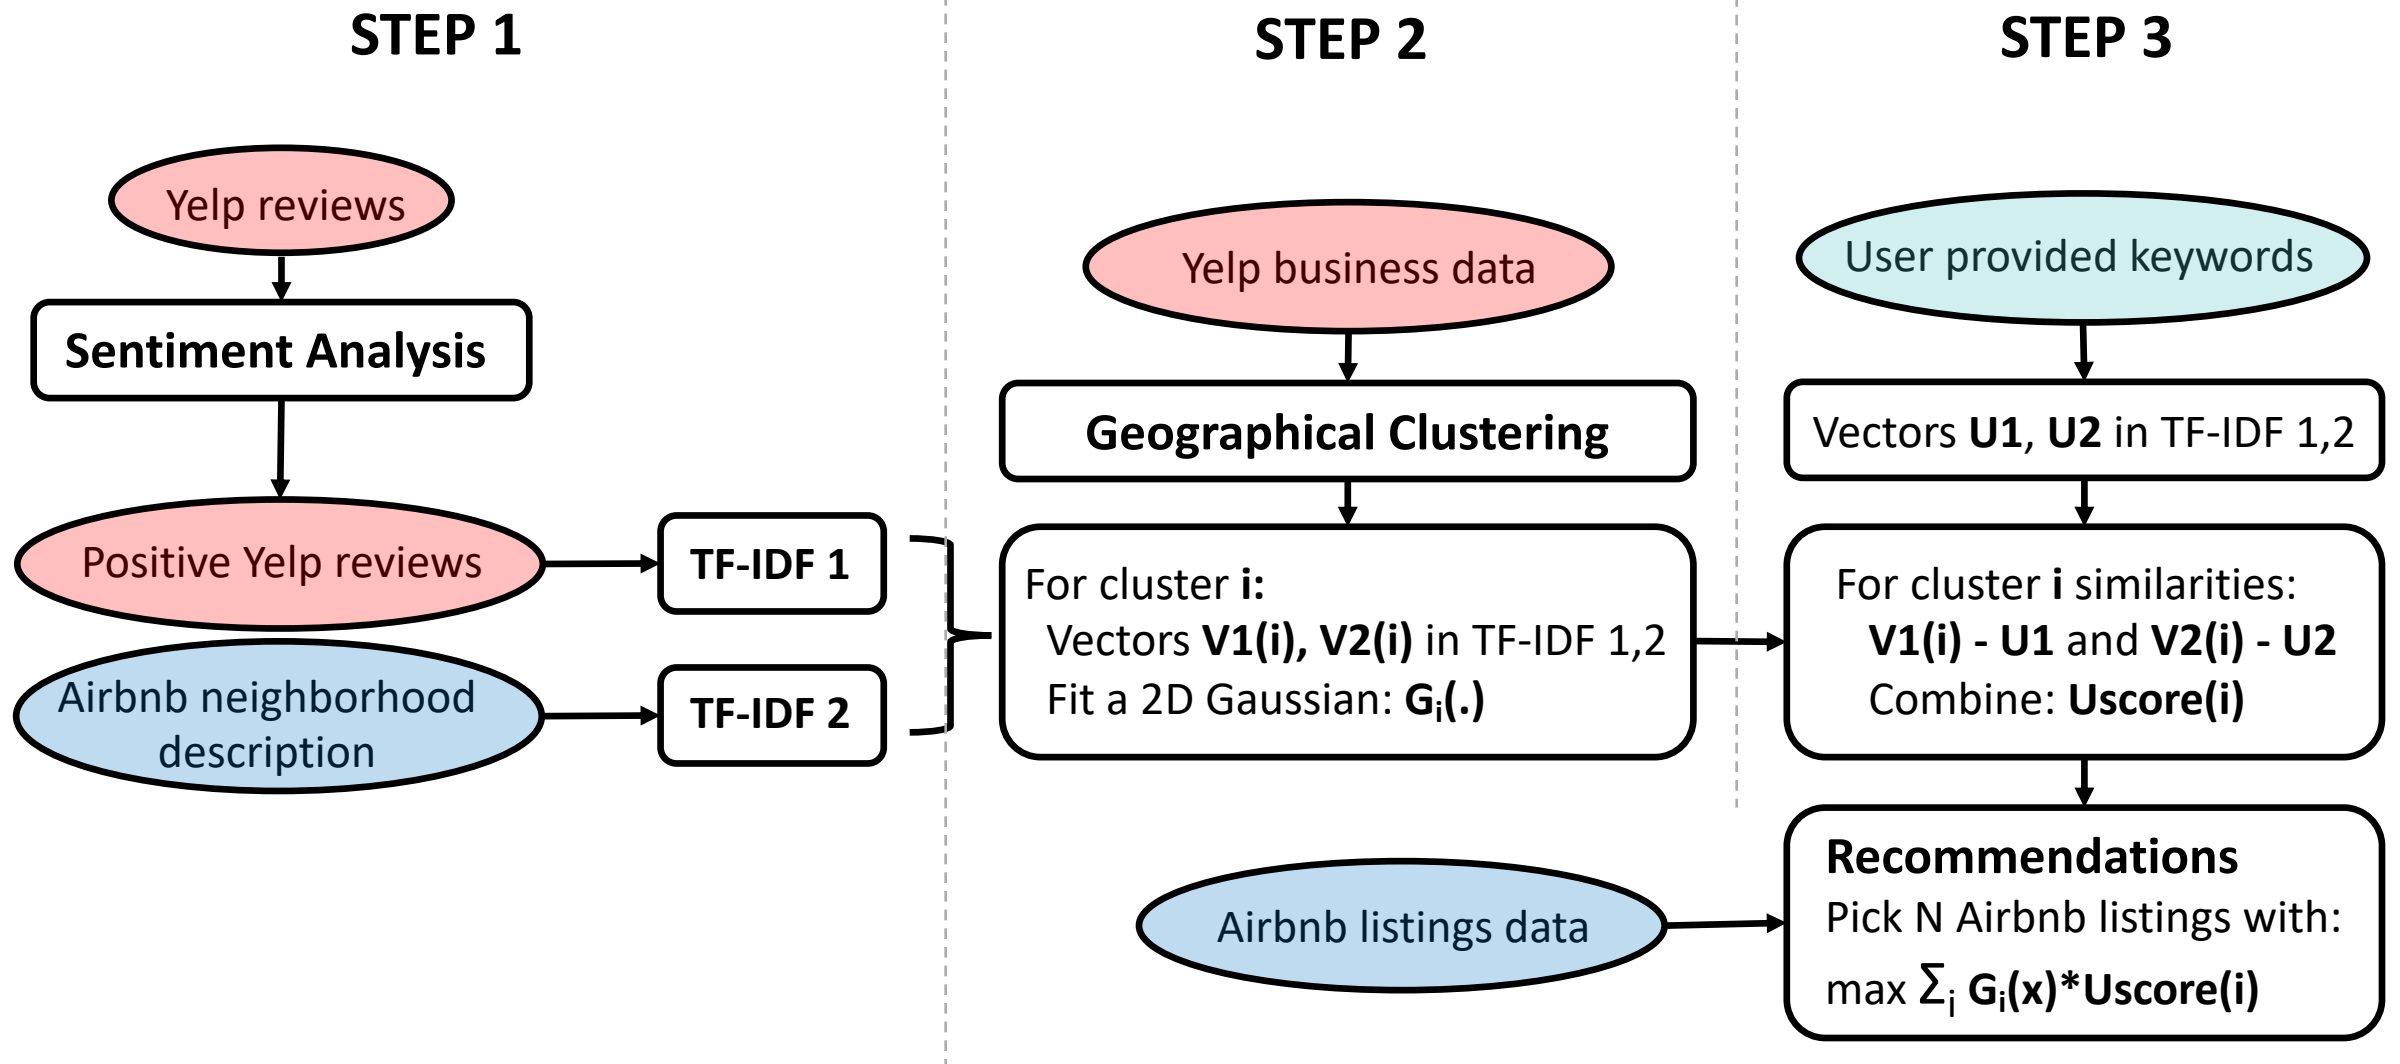 STEP 1
Yelp reviews
Sentiment Analysis
Positive Yelp reviews
Airbnb neighborhood
description
TF-IDF 1
TF-IDF 2
STEP 2
Yelp business data
Geographical Clustering
For cluster i:
Vectors V1(i), V2(i) in TF-IDF 1,2
Fit a 2D Gaussian: Gᵢ(.)
Airbnb listings data
STEP 3
User provided keywords
Vectors U1, U2 in TF-IDF 1,2
For cluster i similarities:
V1(i) - U1 and V2(i) - U2
Combine: Uscore(i)
Recommendations
Pick N Airbnb listings with:
max Σᵢ Gᵢ(x)*Uscore(i)